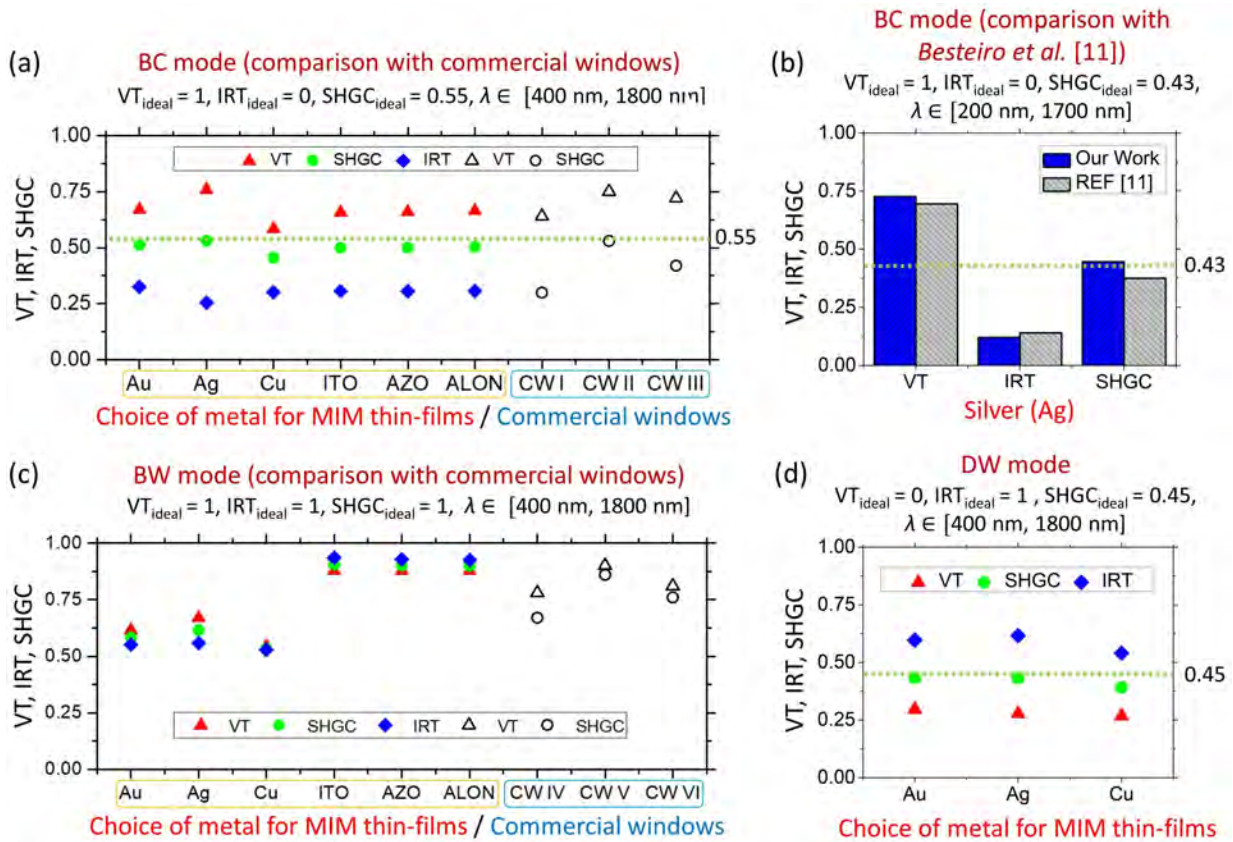 (a)
BC mode (comparison with commercial windows)
VTideal = 1, IRTideal = 0, SHGCideal = 0.55, λ ∈ [400 nm, 1800 nm]
VT SHGC IRT VT SHGC
VT, IRT, SHGC
1.00
0.75
0.50
0.25
0.00
0.55
Au Ag Cu ITO AZO ALON CW I CW II CW III
Choice of metal for MIM thin-films / Commercial windows
(b)
BC mode (comparison with
Besteiro et al. [11])
VTideal = 1, IRTideal = 0, SHGCideal = 0.43,
λ ∈ [200 nm, 1700 nm]
Our Work
REF [11]
VT, IRT, SHGC
1.00
0.75
0.50
0.25
0.00
0.43
VT IRT SHGC
Silver (Ag)
(c)
BW mode (comparison with commercial windows)
VTideal = 1, IRTideal = 1, SHGCideal = 1, λ ∈ [400 nm, 1800 nm]
VT, IRT, SHGC
1.00
0.75
0.50
0.25
0.00
VT SHGC IRT VT SHGC
Au Ag Cu ITO AZO ALON CW IV CW V CW VI
Choice of metal for MIM thin-films / Commercial windows
(d)
DW mode
VTideal = 0, IRTideal = 1 , SHGCideal = 0.45,
λ ∈ [400 nm, 1800 nm]
VT SHGC IRT
VT, IRT, SHGC
1.00
0.75
0.50
0.25
0.00
0.45
Au Ag Cu
Choice of metal for MIM thin-films